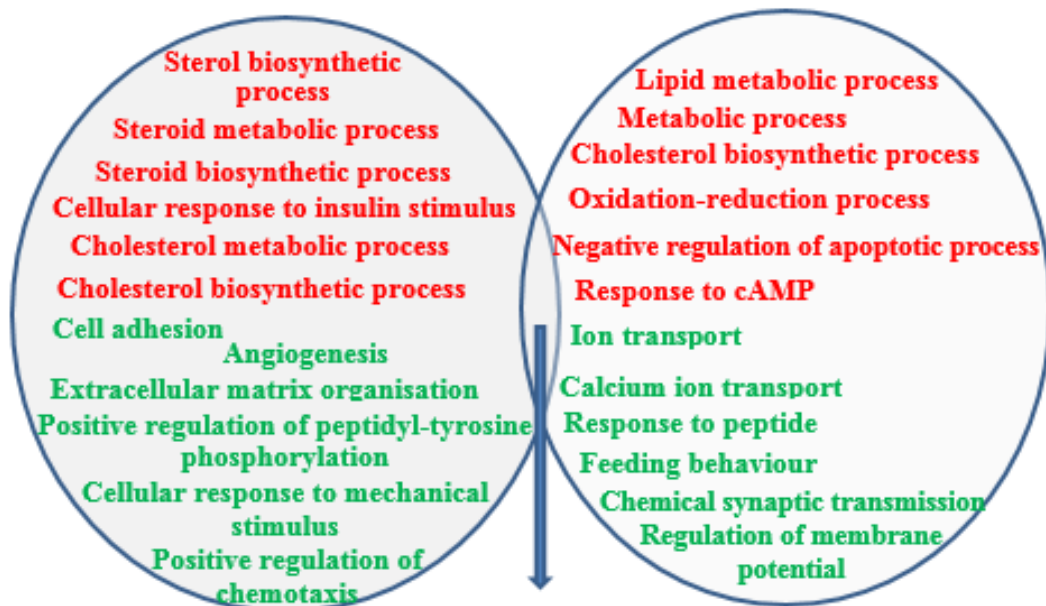 Sterol biosynthetic
process
Steroid metabolic process
Steroid biosynthetic process
Cellular response to insulin stimulus
Cholesterol metabolic process
Cholesterol biosynthetic process
Cell adhesion
Angiogenesis
Extracellular matrix organisation
Positive regulation of peptidyl-tyrosine
phosphorylation
Cellular response to mechanical
stimulus
Positive regulation of
chemotaxis
Lipid metabolic process
Metabolic process
Cholesterol biosynthetic process
Oxidation-reduction process
Negative regulation of apoptotic process
Response to cAMP
Ion transport
Calcium ion transport
Response to peptide
Feeding behaviour
Chemical synaptic transmission
Regulation of membrane
potential